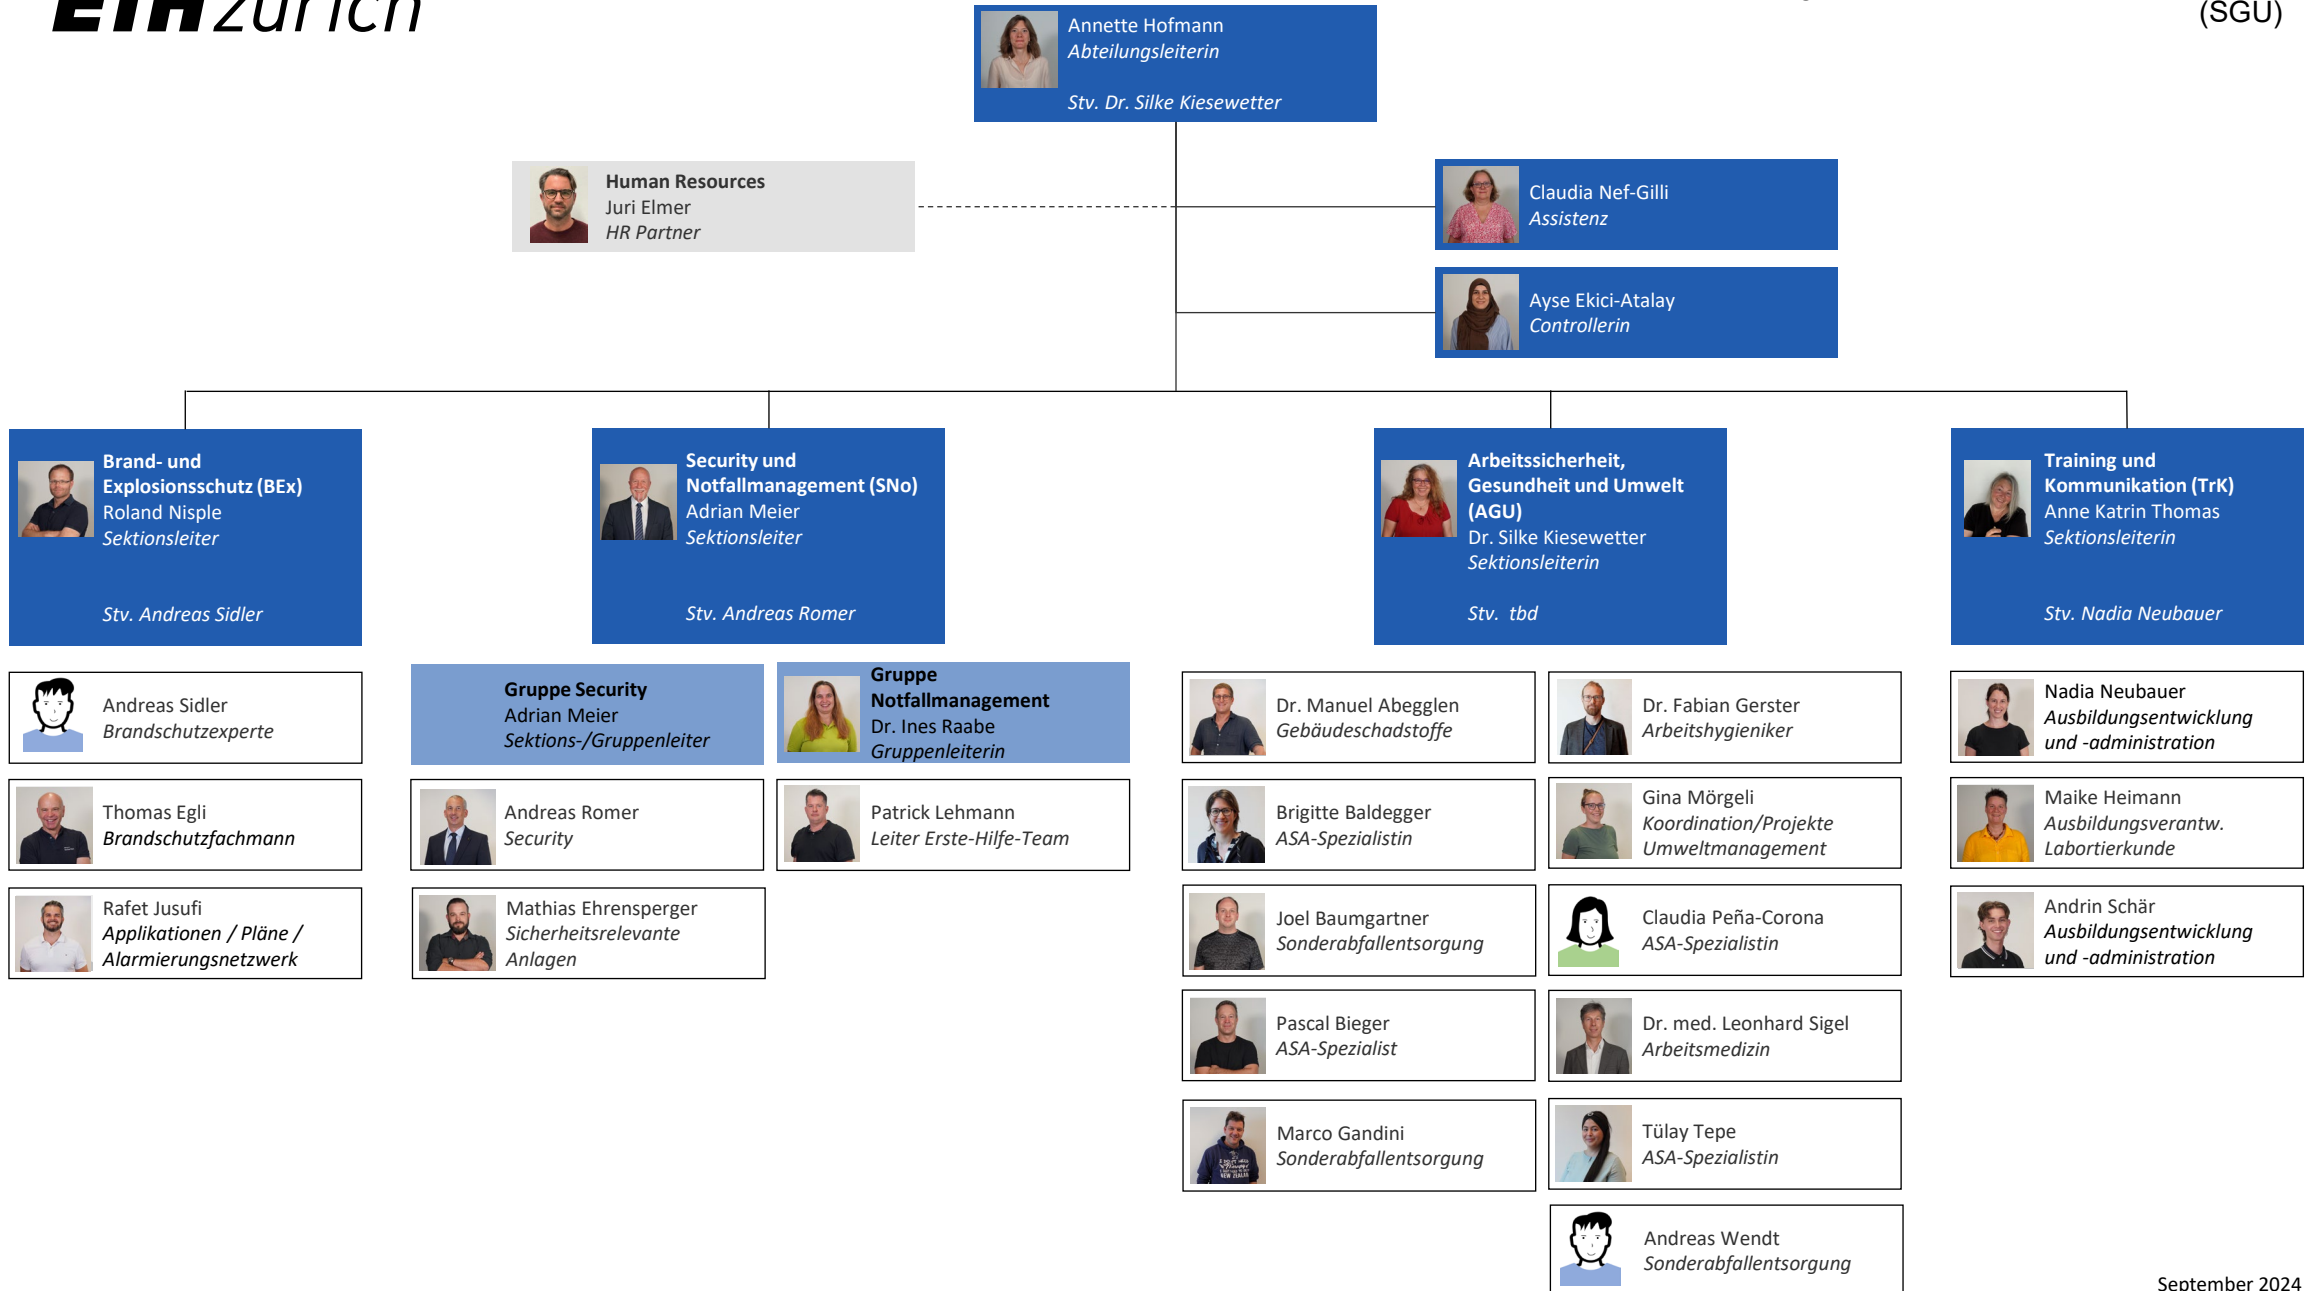 ETH zürich
(SGU)
Annette Hofmann
Abteilungsleiterin
Stv. Dr. Silke Kiesewetter
Human Resources
Juri Elmer
HR Partner
Claudia Nef-Gilli
Assistenz
Ayse Ekici-Atalay
Controllerin
Brand- und
Explosionsschutz (BEx)
Roland Nisple
Sektionsleiter
Stv. Andreas Sidler
Security und
Notfallmanagement (SNo)
Adrian Meier
Sektionsleiter
Stv. Andreas Romer
Arbeitssicherheit,
Gesundheit und Umwelt
(AGU)
Dr. Silke Kiesewetter
Sektionsleiterin
Stv. tbd
Training und
Kommunikation (TrK)
Anne Katrin Thomas
Sektionsleiterin
Stv. Nadia Neubauer
Andreas Sidler
Brandschutzexperte
Thomas Egli
Brandschutzfachmann
Rafet Jusufi
Applikationen / Pläne /
Alarmierungsnetzwerk
Gruppe Security
Adrian Meier
Sektions-/Gruppenleiter
Andreas Romer
Security
Mathias Ehrensperger
Sicherheitsrelevante
Anlagen
Gruppe
Notfallmanagement
Dr. Ines Raabe
Gruppenleiterin
Patrick Lehmann
Leiter Erste-Hilfe-Team
Dr. Manuel Abegglen
Gebäudeschadstoffe
Brigitte Baldegger
ASA-Spezialistin
Joel Baumgartner
Sonderabfallentsorgung
Pascal Bieger
ASA-Spezialist
Marco Gandini
Sonderabfallentsorgung
Dr. Fabian Gerster
Arbeitshygieniker
Gina Mörgeli
Koordination/Projekte
Umweltmanagement
Claudia Peña-Corona
ASA-Spezialistin
Dr. med. Leonhard Sigel
Arbeitsmedizin
Tülay Tepe
ASA-Spezialistin
Andreas Wendt
Sonderabfallentsorgung
Nadia Neubauer
Ausbildungsentwicklung
und -administration
Maike Heimann
Ausbildungsverantw.
Labortierkunde
Andrin Schär
Ausbildungsentwicklung
und -administration
September 2024